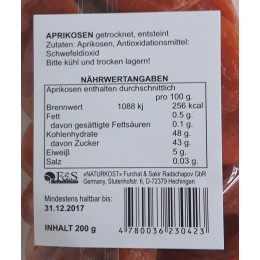 APRIKOSEN getrocknet, entsteint
Zutaten: Aprikosen, Antioxidationsmittel:
Schwefeldioxid
Bitte kühl und trocken lagern!
NÄHRWERTANGABEN
Aprikosen enthalten durchschnittlich
pro 100 g.
Brennwert 1088 kj 256 kcal
Fett 0.5 g.
davon gesättigte Fettsäuren 0.1 g.
Kohlenhydrate 48 g.
davon Zucker 43 g.
Eiweiß 5 g.
Salz 0.03 g.
F&S «NATURKOST» Furchat & Sakir Radschapov GbR
Germany, Stutenhofstr. 6, D-72379 Hechingen
Mindestens haltbar bis:
31.12.2017
INHALT 200 g
4 780036 230423